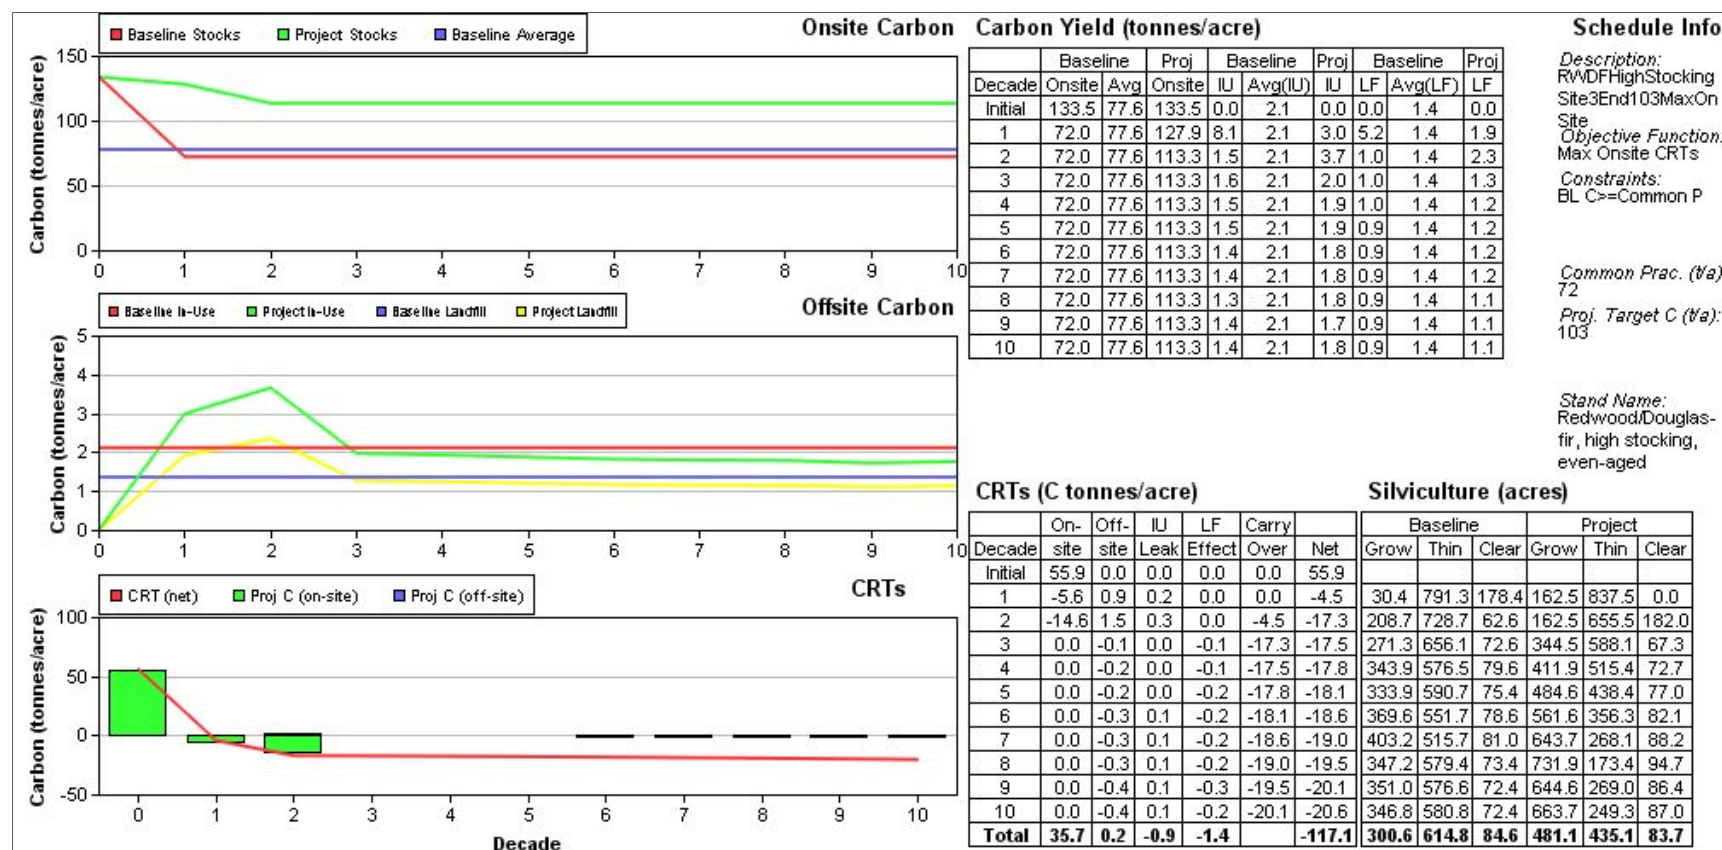 Baseline Stocks Project Stocks Baseline Average
Onsite Carbon
Carbon (tonnes/acre)
150
100
50
0
0 1 2 3 4 5 6 7 8 9 10
Baseline In-Use Project In-Use Baseline Landfill Project Landfill
Offsite Carbon
Carbon (tonnes/acre)
5
4
3
2
1
0
0 1 2 3 4 5 6 7 8 9 10
CRT (net) Proj C (on-site) Proj C (off-site)
CRTs
Carbon (tonnes/acre)
100
50
0
-50
0 1 2 3 4 5 6 7 8 9 10
Decade
Carbon Yield (tonnes/acre)
Baseline Proj Baseline Proj Baseline Proj
Decade Onsite Avg Onsite IU Avg(IU) IU LF Avg(LF) LF
Initial 133.5 77.6 133.5 0.0 2.1 0.0 0.0 1.4 0.0
1 72.0 77.6 127.9 8.1 2.1 3.0 5.2 1.4 1.9
2 72.0 77.6 113.3 1.5 2.1 3.7 1.0 1.4 2.3
3 72.0 77.6 113.3 1.6 2.1 2.0 1.0 1.4 1.3
4 72.0 77.6 113.3 1.5 2.1 1.9 1.0 1.4 1.2
5 72.0 77.6 113.3 1.5 2.1 1.9 0.9 1.4 1.2
6 72.0 77.6 113.3 1.4 2.1 1.8 0.9 1.4 1.2
7 72.0 77.6 113.3 1.4 2.1 1.8 0.9 1.4 1.2
8 72.0 77.6 113.3 1.3 2.1 1.8 0.9 1.4 1.1
9 72.0 77.6 113.3 1.4 2.1 1.7 0.9 1.4 1.1
10 72.0 77.6 113.3 1.4 2.1 1.8 0.9 1.4 1.1
Schedule Info
Description:
RWDFHighStocking
Site3End103MaxOn
Site
Objective Function:
Max Onsite CRTs
Constraints:
BL C>=Common P
Common Prac. (t/a)
72
Proj. Target C (t/a):
103
Stand Name:
Redwood/Douglas-
fir, high stocking,
even-aged
CRTs (C tonnes/acre)
On- Off- IU LF Carry
Decade site site Leak Effect Over Net
Initial 55.9 0.0 0.0 0.0 0.0 55.9
1 -5.6 0.9 0.2 0.0 0.0 -4.5
2 -14.6 1.5 0.3 0.0 -4.5 -17.3
3 0.0 -0.1 0.0 -0.1 -17.3 -17.5
4 0.0 -0.2 0.0 -0.1 -17.5 -17.8
5 0.0 -0.2 0.0 -0.2 -17.8 -18.1
6 0.0 -0.3 0.1 -0.2 -18.1 -18.6
7 0.0 -0.3 0.1 -0.2 -18.6 -19.0
8 0.0 -0.3 0.1 -0.2 -19.0 -19.5
9 0.0 -0.4 0.1 -0.3 -19.5 -20.1
10 0.0 -0.4 0.1 -0.2 -20.1 -20.6
Total 35.7 0.2 -0.9 -1.4 -117.1
Silviculture (acres)
Baseline Project
Grow Thin Clear Grow Thin Clear
30.4 791.3 178.4 162.5 837.5 0.0
208.7 728.7 62.6 162.5 655.5 182.0
271.3 656.1 72.6 344.5 588.1 67.3
343.9 576.5 79.6 411.9 515.4 72.7
333.9 590.7 75.4 484.6 438.4 77.0
369.6 551.7 78.6 561.6 356.3 82.1
403.2 515.7 81.0 643.7 268.1 88.2
347.2 579.4 73.4 731.9 173.4 94.7
351.0 576.6 72.4 644.6 269.0 86.4
346.8 580.8 72.4 663.7 249.3 87.0
300.6 614.8 84.6 481.1 435.1 83.7